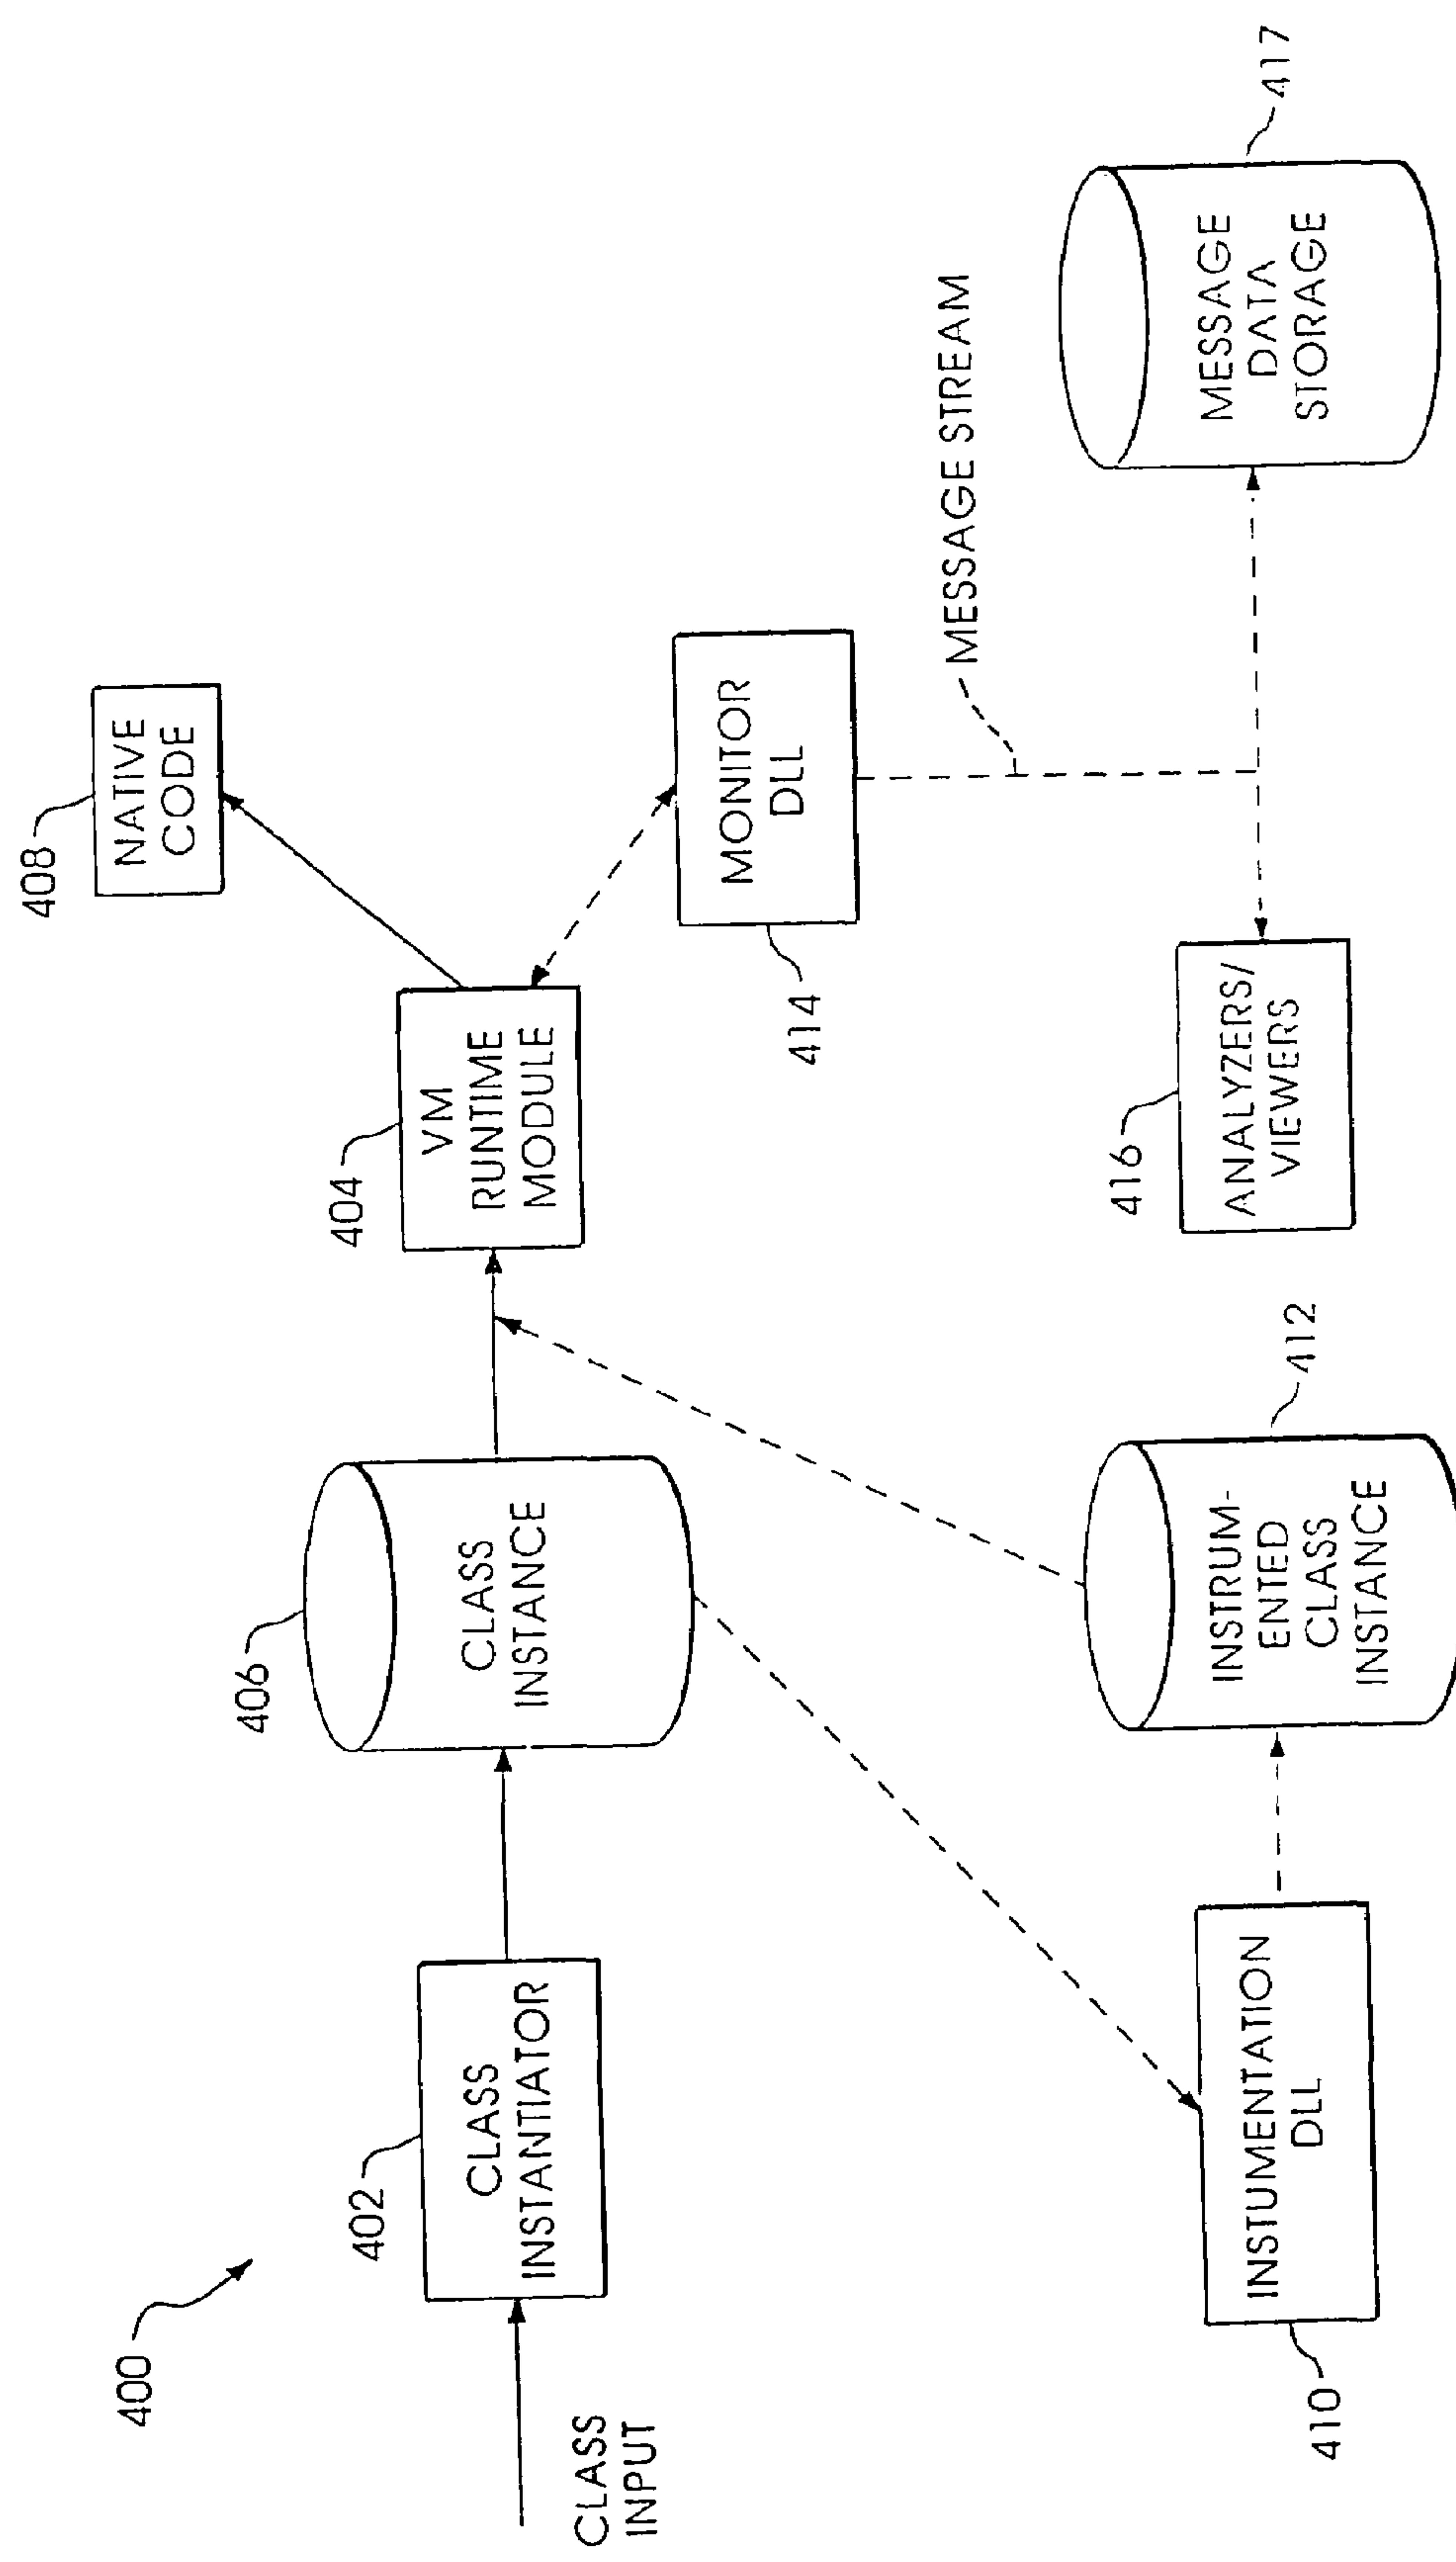 400
CLASS
INPUT
402
CLASS
INSTANTIATOR
406
CLASS
INSTANCE
404
VM
RUNTIME
MODULE
408
NATIVE
CODE
414
MONITOR
DLL
MESSAGE STREAM
410
INSTUMENTATION
DLL
412
INSTRUM-
ENTED
CLASS
INSTANCE
416
ANALYZERS/
VIEWERS
417
MESSAGE
DATA
STORAGE